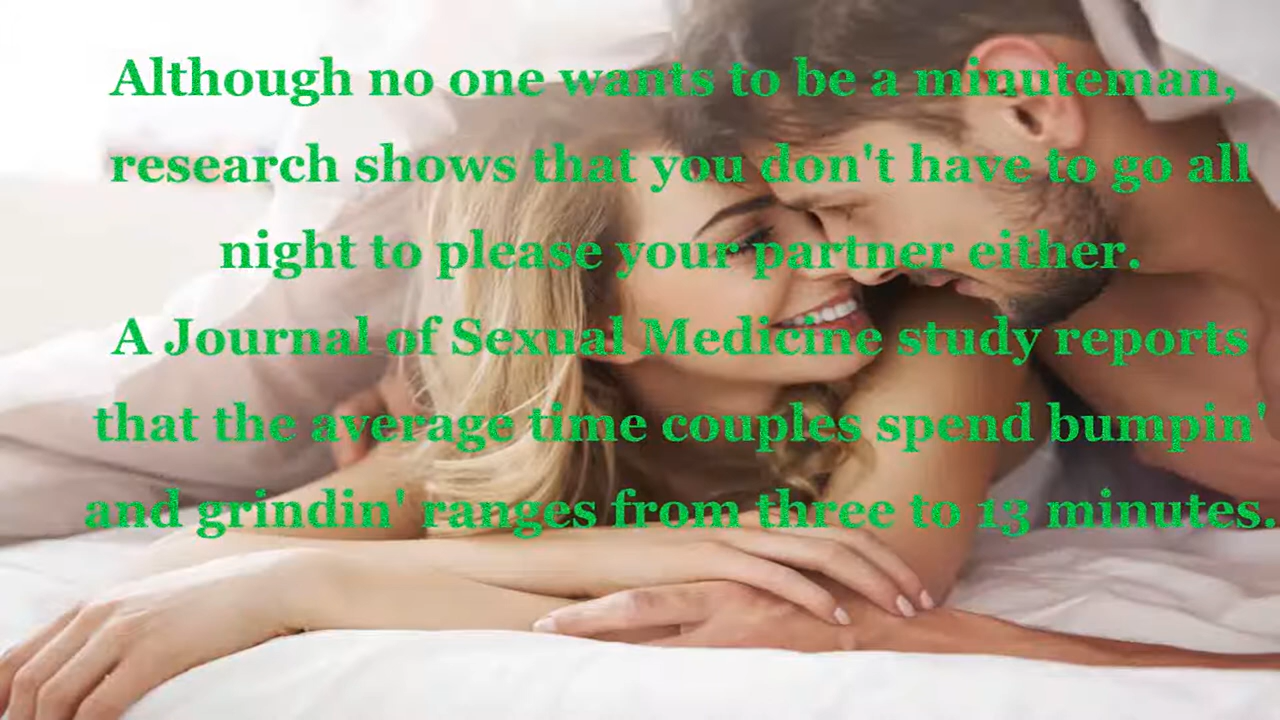 Although no one wants to be a minuteman,
research shows that you don't have to go all
night to please your partner either.
A Journal of Sexual Medicine study reports
that the average time couples spend bumpin'
and grindin' ranges from three to 13 minutes.